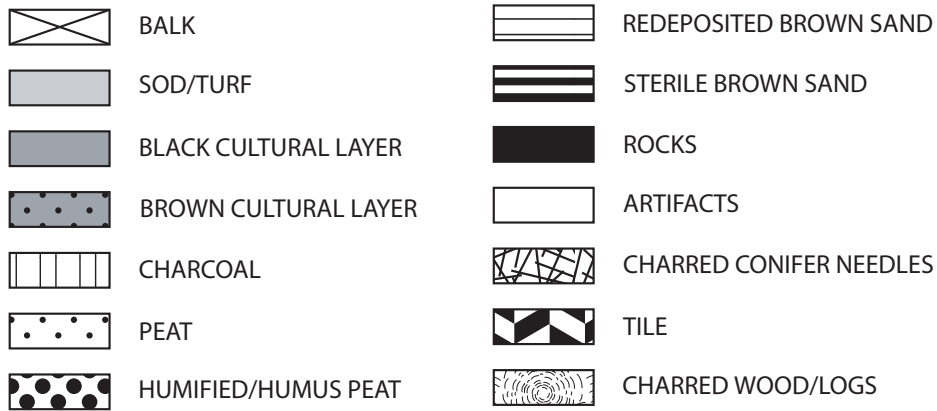 BALK
SOD/TURF
BLACK CULTURAL LAYER
BROWN CULTURAL LAYER
CHARCOAL
PEAT
HUMIFIED/HUMUS PEAT
REDEPOSITED BROWN SAND
STERILE BROWN SAND
ROCKS
ARTIFACTS
CHARRED CONIFER NEEDLES
TILE
CHARRED WOOD/LOGS